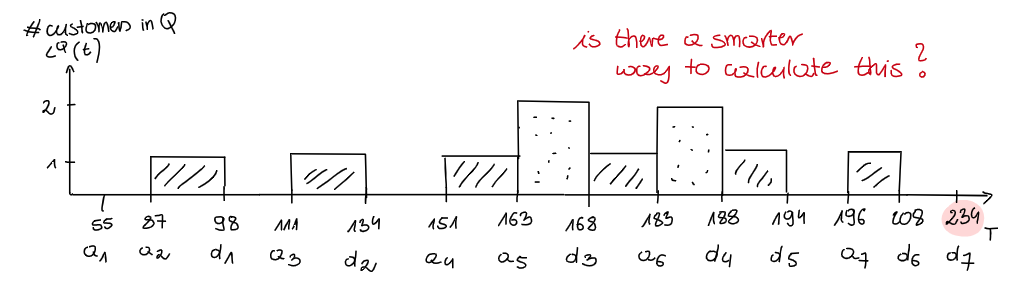 # customers in Q
L^Q(t)
is there a smarter
way to calculate this?
2
1
55 87 98 111 134 151 163 168 183 188 194 196 208 234 T
a1 a2 d1 a3 d2 a4 a5 d3 a6 d4 d5 a7 d6 d7